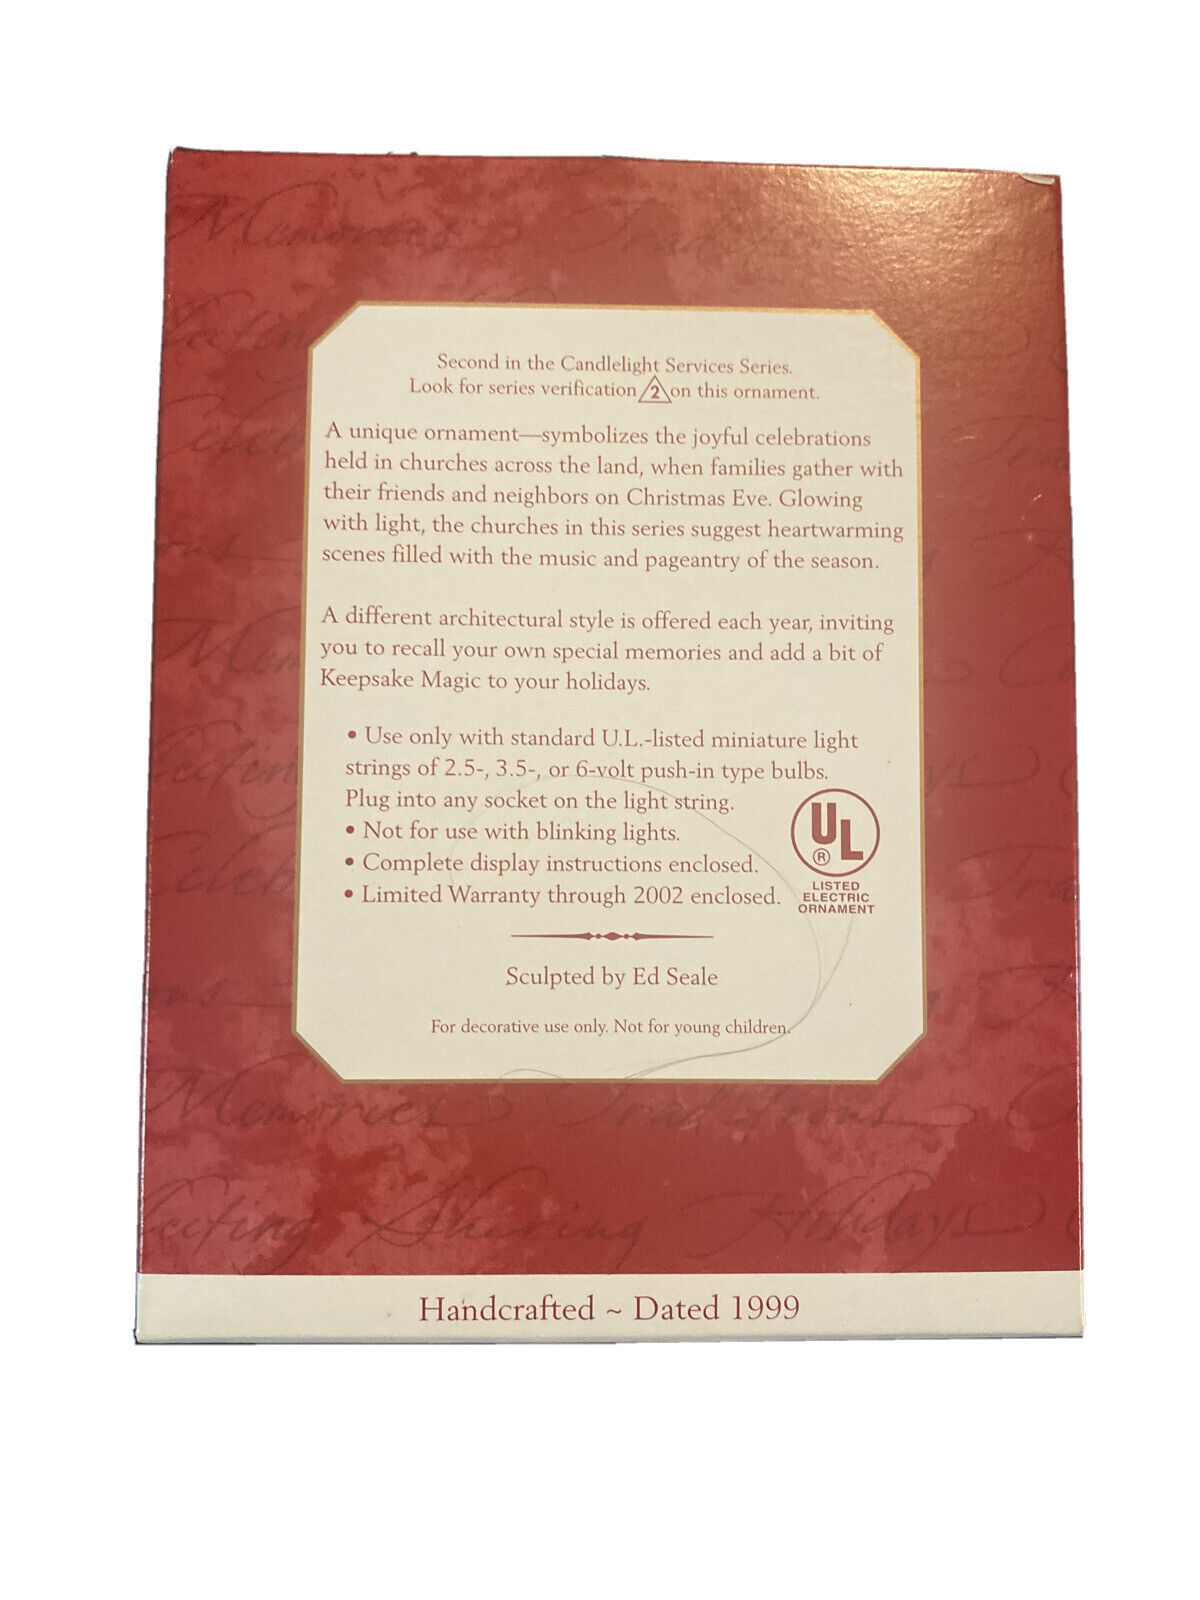 Memories
Second in the Candlelight Services Series.
Look for series verification 2 on this ornament.
A unique ornament—symbolizes the joyful celebrations
held in churches across the land, when families gather with
their friends and neighbors on Christmas Eve. Glowing
with light, the churches in this series suggest heartwarming
scenes filled with the music and pageantry of the season.
A different architectural style is offered each year, inviting
you to recall your own special memories and add a bit of
Keepsake Magic to your holidays.
• Use only with standard U.L.-listed miniature light
strings of 2.5-, 3.5-, or 6-volt push-in type bulbs.
Plug into any socket on the light string.
• Not for use with blinking lights.
• Complete display instructions enclosed.
• Limited Warranty through 2002 enclosed.
UL ®
LISTED
ELECTRIC
ORNAMENT
Sculpted by Ed Seale
For decorative use only. Not for young children.
Memories Traditions
Sharing Holidays
Handcrafted ~ Dated 1999